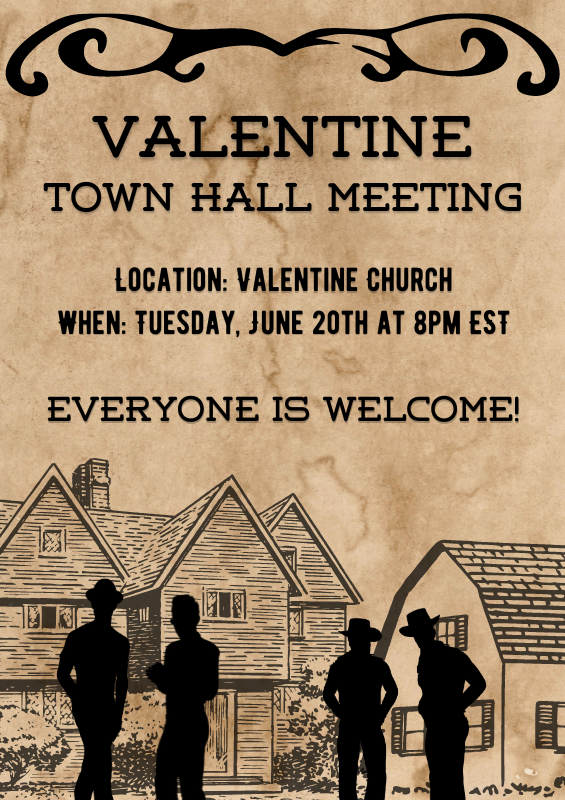 VALENTINE
TOWN HALL MEETING
LOCATION: VALENTINE CHURCH
WHEN: TUESDAY, JUNE 20TH AT 8PM EST
EVERYONE IS WELCOME!